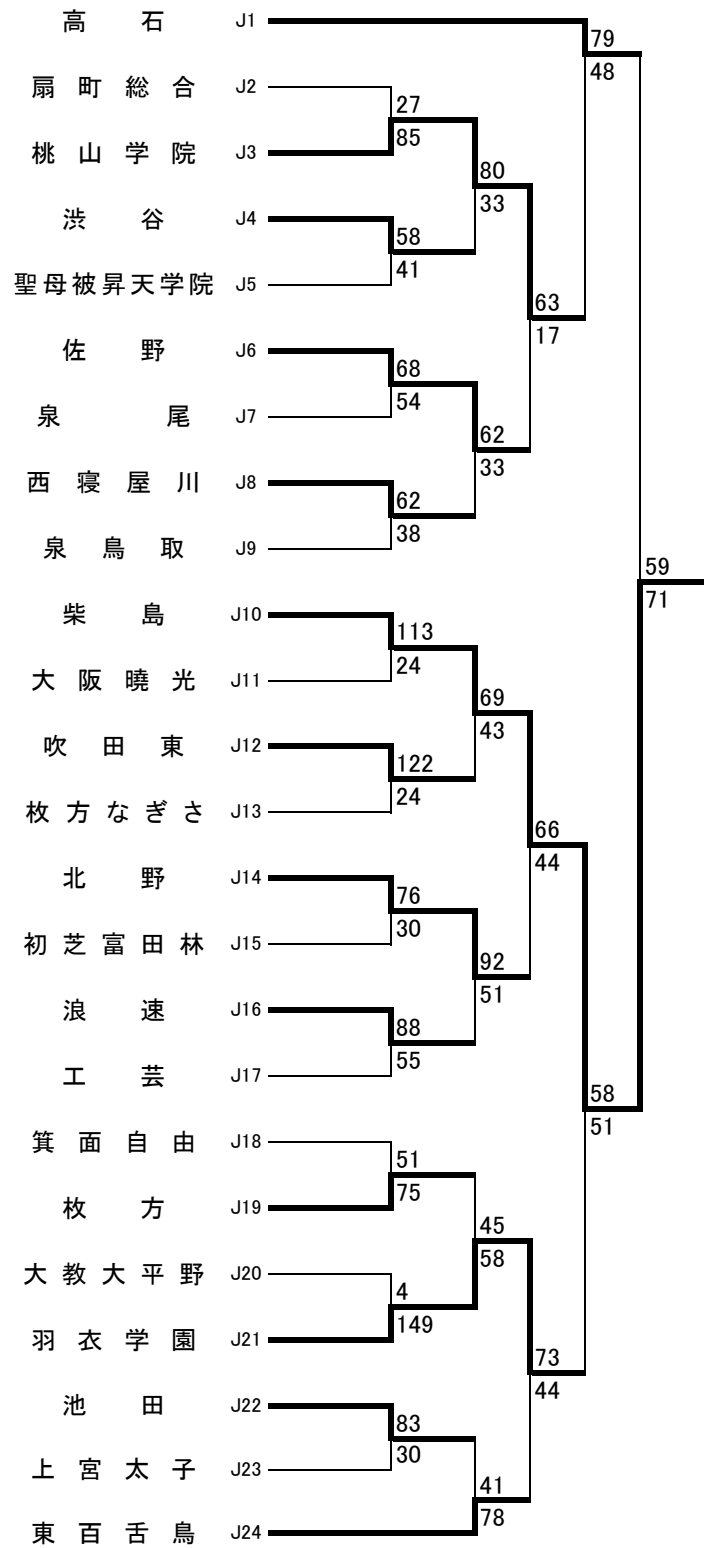 高石 J1
79
48
扇町総合 J2
27
85
桃山学院 J3
80
33
渋谷 J4
58
41
聖母被昇天学院 J5
63
17
佐野 J6
68
54
泉尾 J7
62
33
西寝屋川 J8
62
38
泉鳥取 J9
59
71
柴島 J10
113
24
大阪暁光 J11
69
43
吹田東 J12
122
24
枚方なぎさ J13
66
44
北野 J14
76
30
初芝富田林 J15
92
51
浪速 J16
88
55
工芸 J17
58
51
箕面自由 J18
51
75
枚方 J19
45
58
大教大平野 J20
4
149
羽衣学園 J21
73
44
池田 J22
83
30
上宮太子 J23
41
78
東百舌鳥 J24